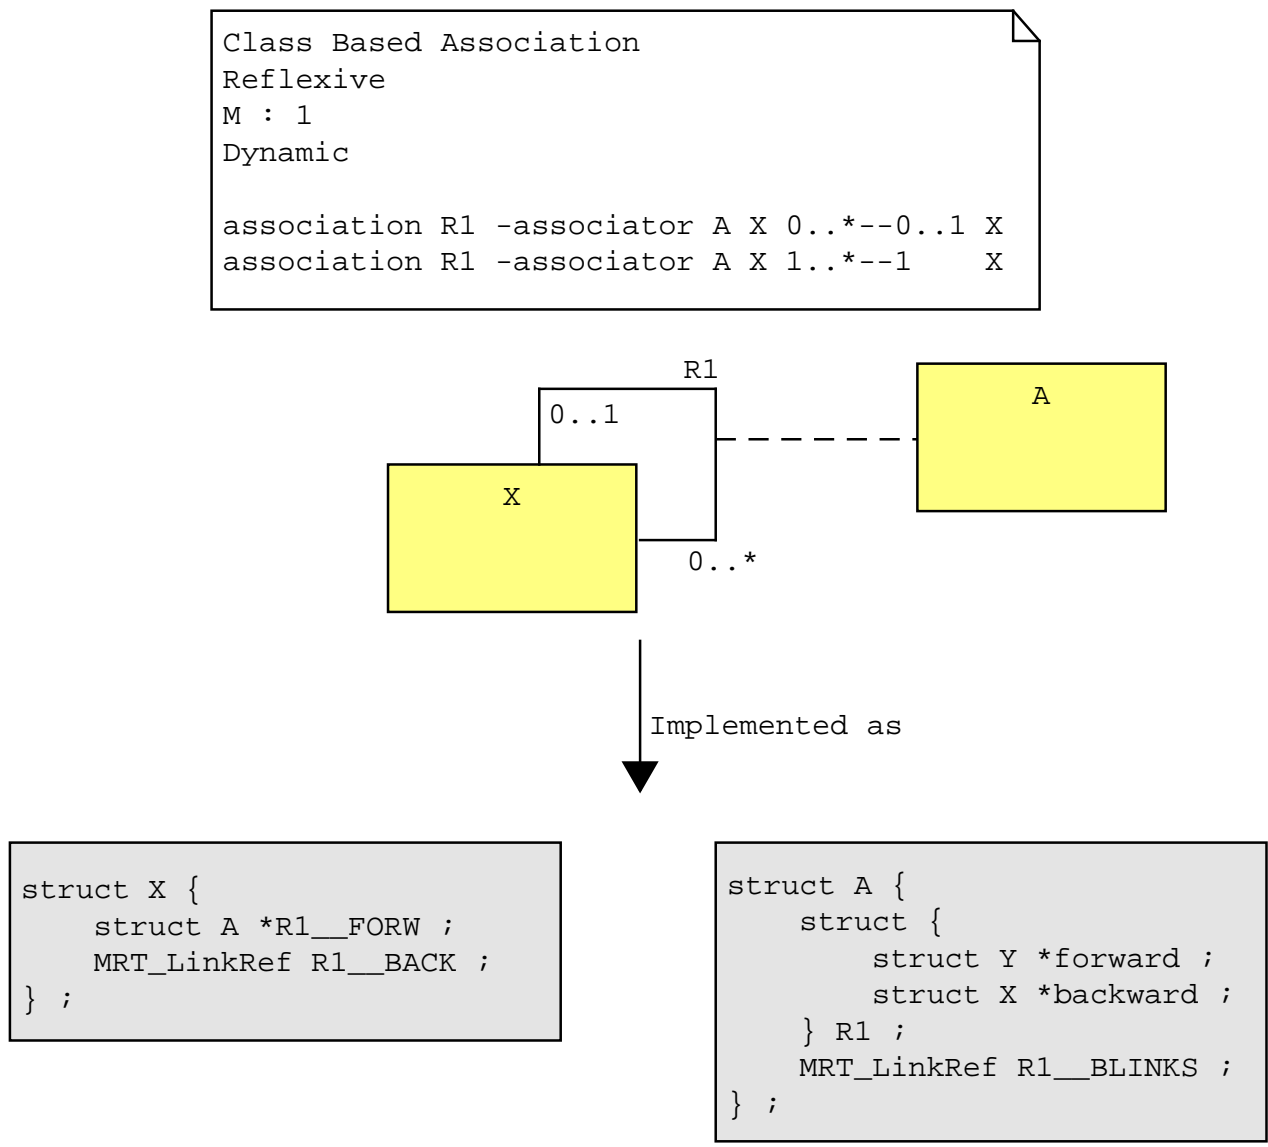 Class Based Association
Reflexive
M : 1
Dynamic
association R1 -associator A X 0..*--0..1 X
association R1 -associator A X 1..*--1    X
R1
0..1
A
X
0..*
Implemented as
struct X {
    struct A *R1__FORW ;
    MRT_LinkRef R1__BACK ;
} ;
struct A {
    struct {
        struct Y *forward ;
        struct X *backward ;
    } R1 ;
    MRT_LinkRef R1__BLINKS ;
} ;